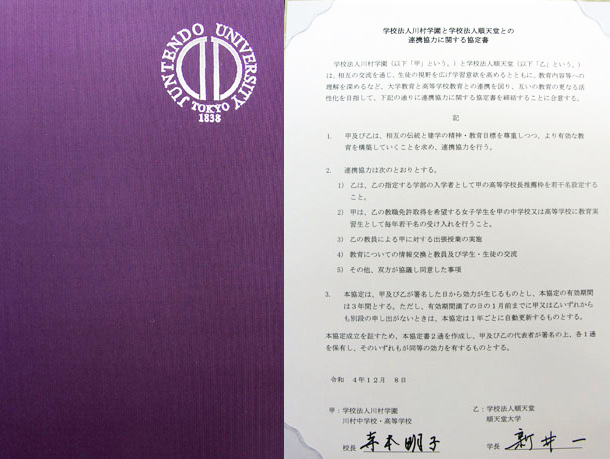 JUNTENDO UNIVERSITY
TOKYO
1838
学校法人川村学園と学校法人順天堂との
連携協力に関する協定書
学校法人川村学園（以下「甲」という。）と学校法人順天堂（以下「乙」という。）
は、相互の交流を通じ、生徒の視野を広げ学習意欲を高めるとともに、教育内容等への
理解を深めるなど、大学教育と高等学校教育との連携を図り、互いの教育の更なる活
性化を目指して、下記の通りに連携協力に関する協定書を締結することに合意する。
記
1. 甲及び乙は、相互の伝統と建学の精神・教育目標を尊重しつつ、より有効な教
育を構築していくことを求め、連携協力を行う。
2. 連携協力は次のとおりとする。
1) 乙は、乙の指定する学部の入学者として甲の高等学校長推薦枠を若干名設定する
こと。
2) 甲は、乙の教職免許取得を希望する女子学生を甲の中学校又は高等学校に教育実
習生として毎年若干名の受け入れを行うこと。
3) 乙の教員による甲に対する出張授業の実施
4) 教育についての情報交換と教員及び学生・生徒の交流
5) その他、双方が協議し同意した事項
3. 本協定は、甲及び乙が署名した日から効力が生じるものとし、本協定の有効期間
は３年間とする。ただし、有効期間満了の日の１月前までに甲又は乙いずれから
も別段の申し出がないときは、本協定は１年ごとに自動更新するものとする。
本協定成立を証すため、本協定書２通を作成し、甲及び乙の代表者が署名の上、各１通
を保有し、そのいずれもが同等の効力を有するものとする。
令和 ４年１２月 ８日
甲：学校法人川村学園
川村中学校・高等学校
校長 寺本明子
乙：学校法人順天堂
順天堂大学
学長 新井一